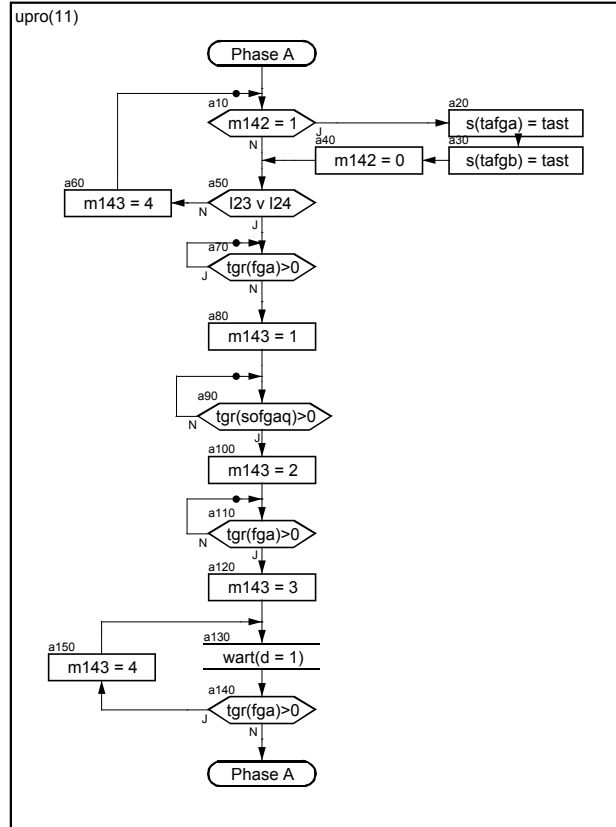 upro(11)
Phase A
a10
m142 = 1
J
N
a20
s(tafga) = tast
a30
s(tafgb) = tast
a40
m142 = 0
a50
l23 v l24
N
J
a60
m143 = 4
a70
tgr(fga)>0
J
N
a80
m143 = 1
a90
tgr(sofgaq)>0
N
J
a100
m143 = 2
a110
tgr(fga)>0
N
J
a120
m143 = 3
a130
wart(d = 1)
a150
m143 = 4
a140
tgr(fga)>0
J
N
Phase A